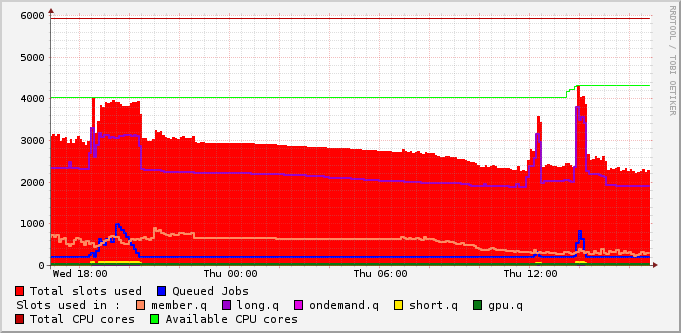 6000
5000
4000
3000
2000
1000
0
Wed 18:00 Thu 00:00 Thu 06:00 Thu 12:00
RRDTOOL / TOBI OETIKER
Total slots used Queued Jobs
Slots used in : member.q long.q ondemand.q short.q gpu.q
Total CPU cores Available CPU cores